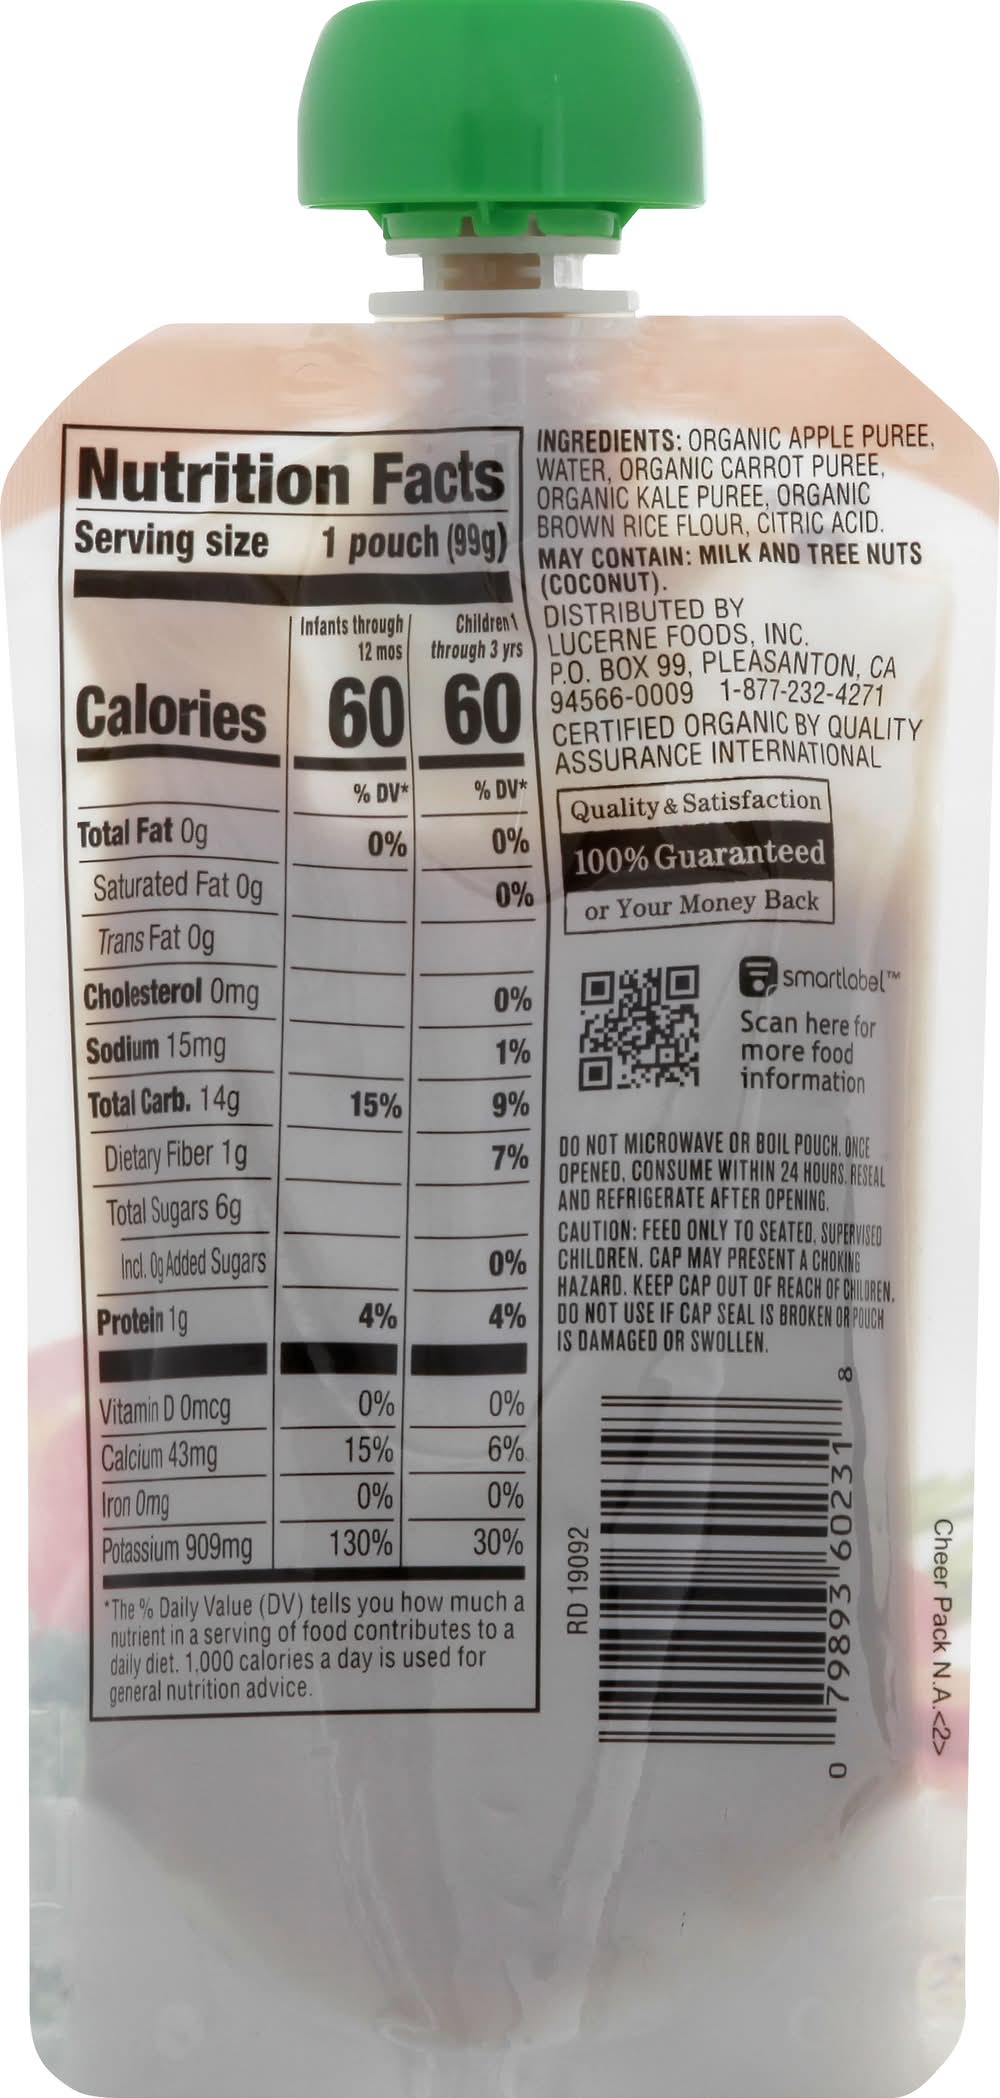 Nutrition Facts
Serving size 1 pouch (99g)
Infants through 12 mos
Children 1 through 3 yrs
Calories 60 60
% DV* % DV*
Total Fat 0g 0% 0%
Saturated Fat 0g 0%
Trans Fat 0g
Cholesterol 0mg 0%
Sodium 15mg 1%
Total Carb. 14g 15% 9%
Dietary Fiber 1g 7%
Total Sugars 6g
Incl. 0g Added Sugars 0%
Protein 1g 4% 4%
Vitamin D 0mcg 0% 0%
Calcium 43mg 15% 6%
Iron 0mg 0% 0%
Potassium 909mg 130% 30%
*The % Daily Value (DV) tells you how much a
nutrient in a serving of food contributes to a
daily diet. 1,000 calories a day is used for
general nutrition advice.
INGREDIENTS: ORGANIC APPLE PUREE,
WATER, ORGANIC CARROT PUREE,
ORGANIC KALE PUREE, ORGANIC
BROWN RICE FLOUR, CITRIC ACID.
MAY CONTAIN: MILK AND TREE NUTS
(COCONUT).
DISTRIBUTED BY
LUCERNE FOODS, INC.
P.O. BOX 99, PLEASANTON, CA
94566-0009 1-877-232-4271
CERTIFIED ORGANIC BY QUALITY
ASSURANCE INTERNATIONAL
Quality & Satisfaction
100% Guaranteed
or Your Money Back
smartlabel™
Scan here for
more food
information
DO NOT MICROWAVE OR BOIL POUCH. ONCE
OPENED, CONSUME WITHIN 24 HOURS. RESEAL
AND REFRIGERATE AFTER OPENING.
CAUTION: FEED ONLY TO SEATED, SUPERVISED
CHILDREN. CAP MAY PRESENT A CHOKING
HAZARD. KEEP CAP OUT OF REACH OF CHILDREN.
DO NOT USE IF CAP SEAL IS BROKEN OR POUCH
IS DAMAGED OR SWOLLEN.
RD 19092
0 79893 60231 8
Cheer Pack N.A.<2>